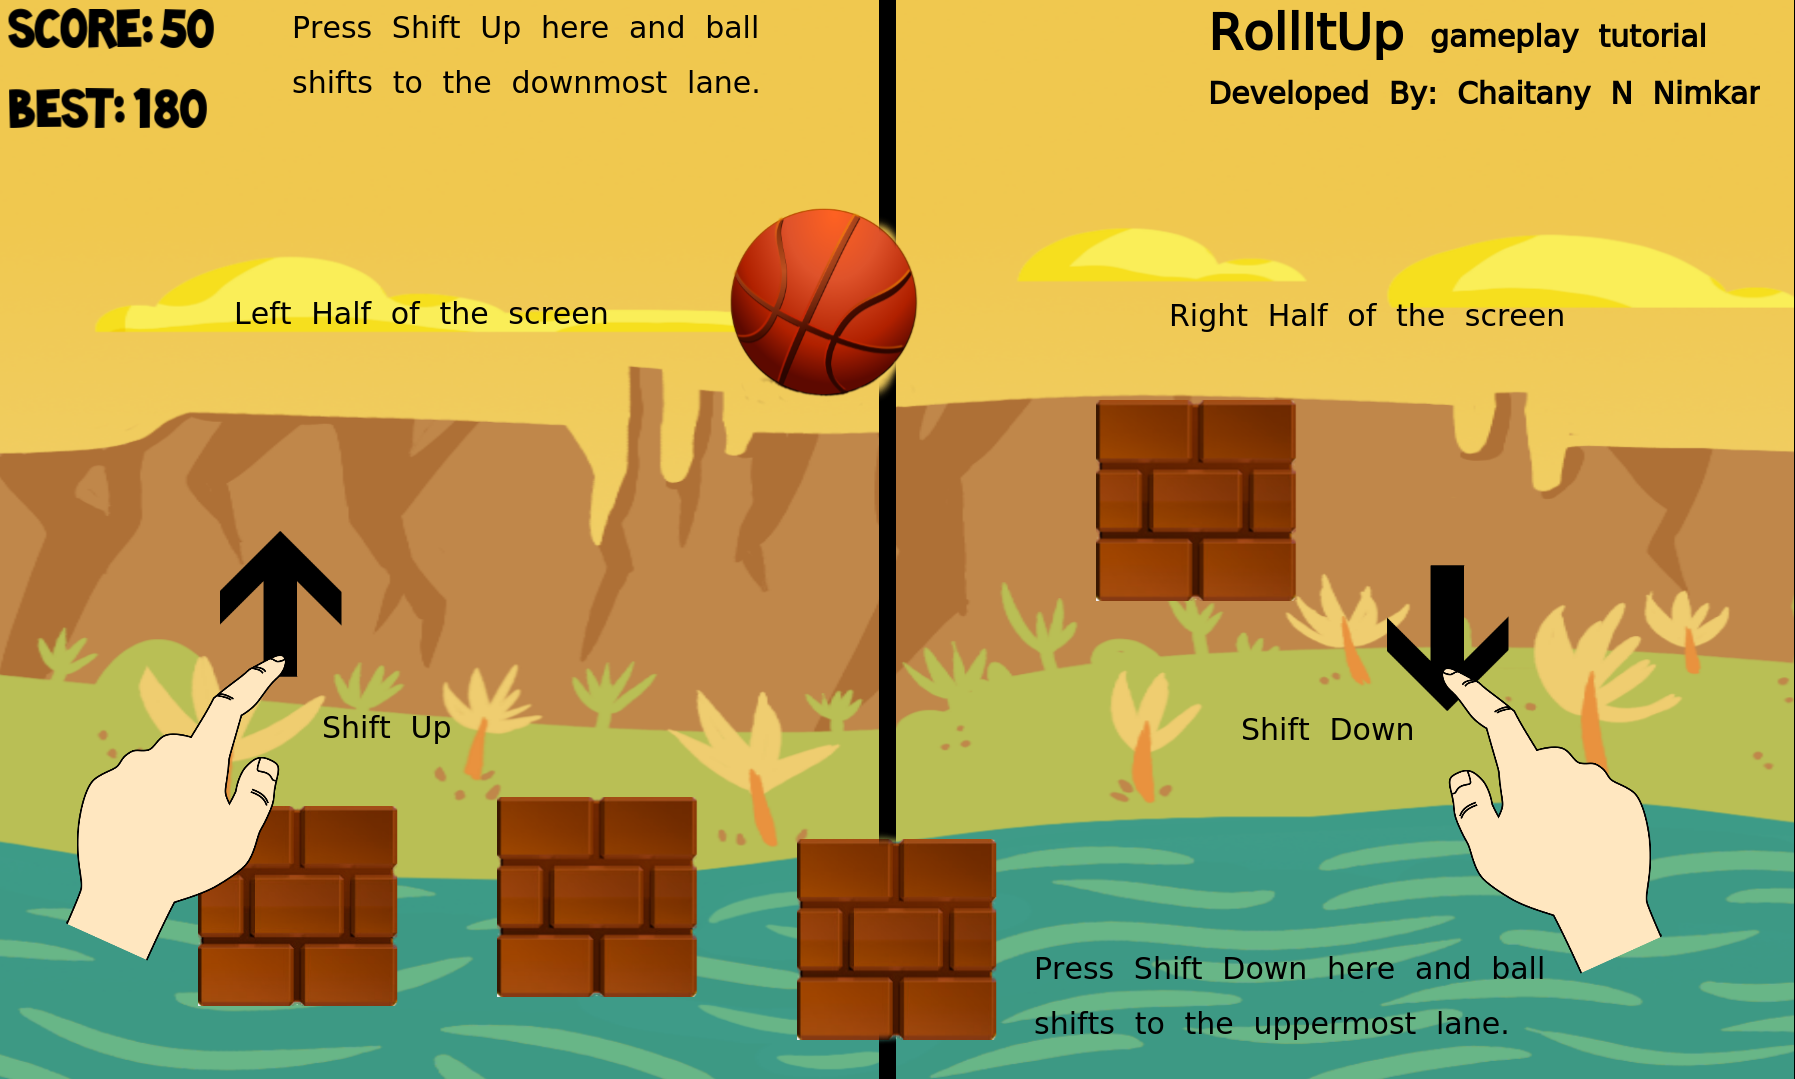 SCORE: 50
BEST: 180
Press Shift Up here and ball
shifts to the downmost lane.
RollItUp gameplay tutorial
Developed By: Chaitany N Nimkar
Left Half of the screen
Right Half of the screen
Shift Up
Shift Down
Press Shift Down here and ball
shifts to the uppermost lane.